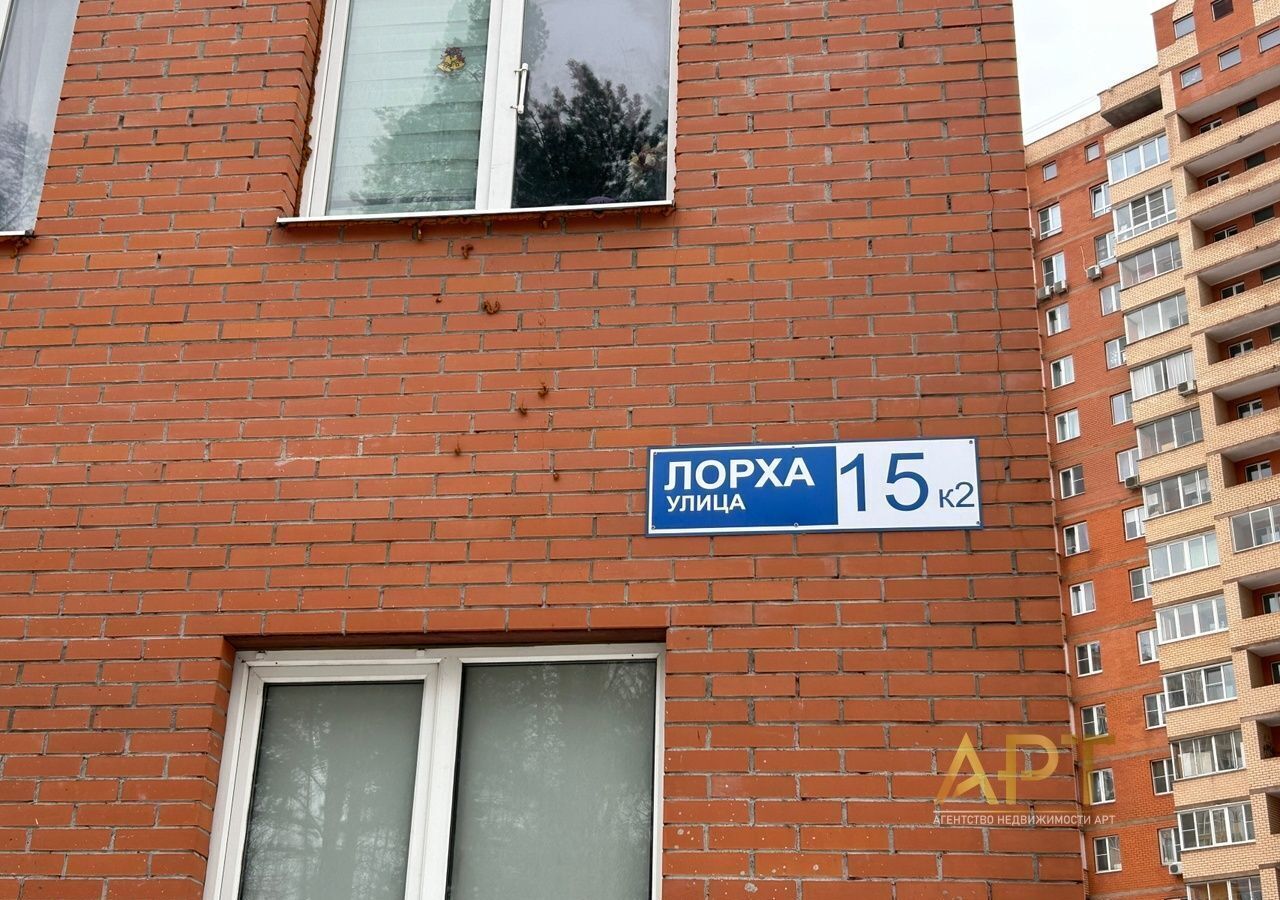 ЛОРХА
УЛИЦА
15 к2
АРТ
АГЕНТСТВО НЕДВИЖИМОСТИ АРТ